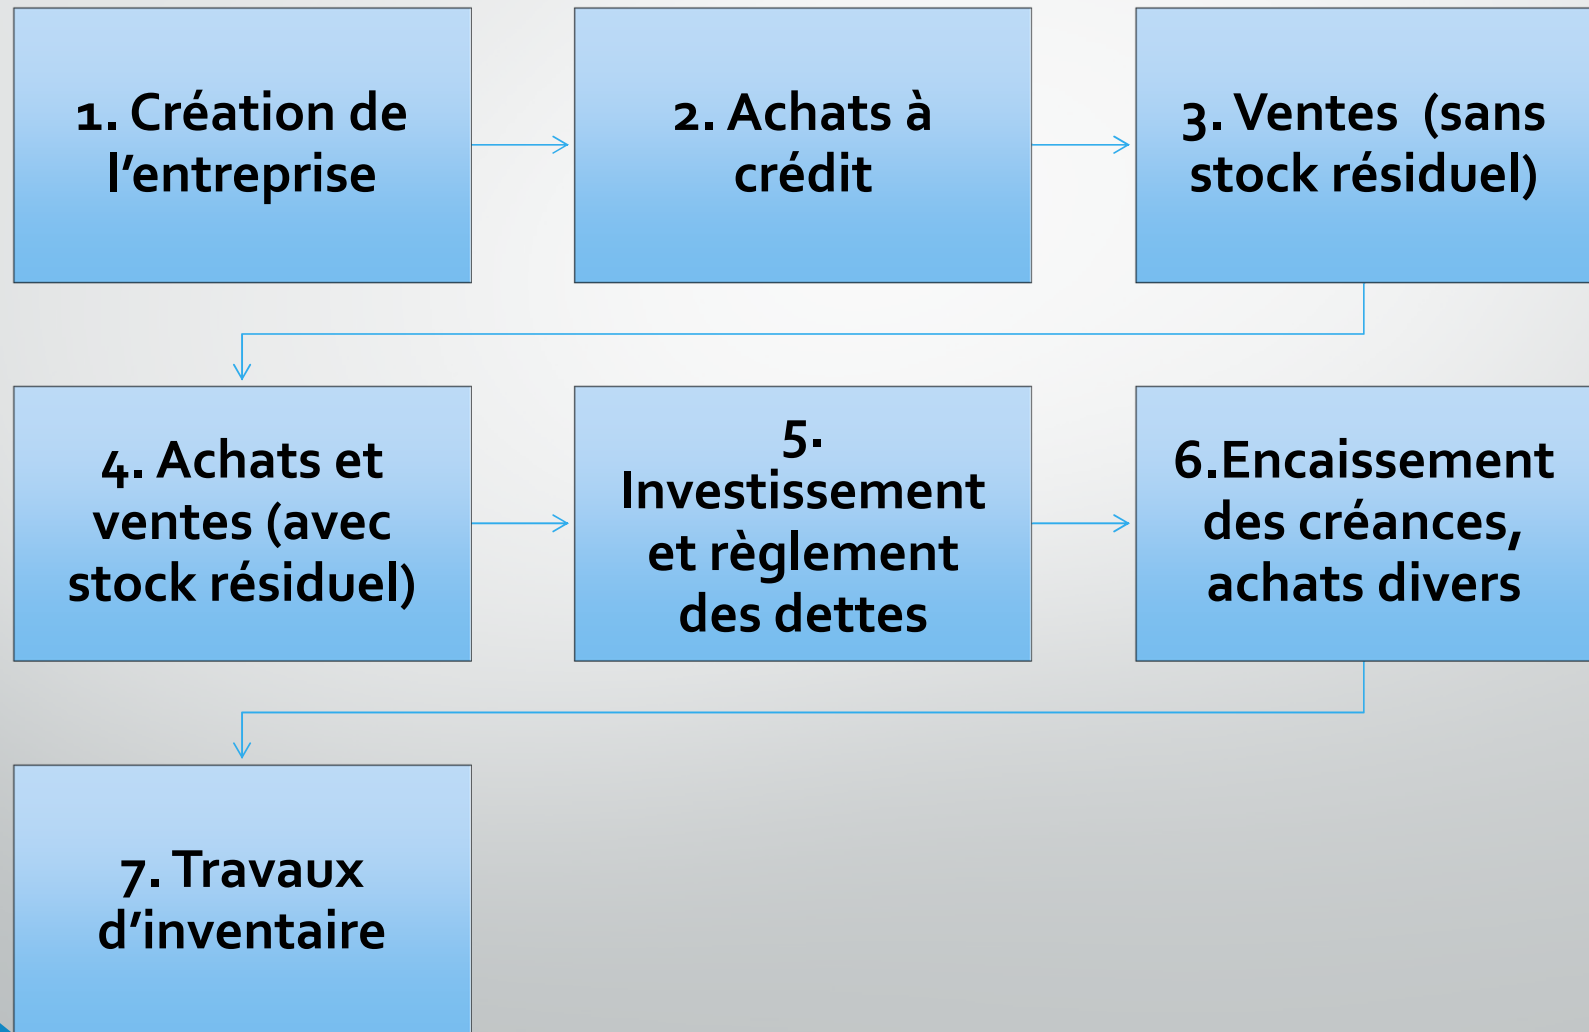 1. Création de
l’entreprise
2. Achats à
crédit
3. Ventes (sans
stock résiduel)
4. Achats et
ventes (avec
stock résiduel)
5.
Investissement
et règlement
des dettes
6.Encaissement
des créances,
achats divers
7. Travaux
d’inventaire